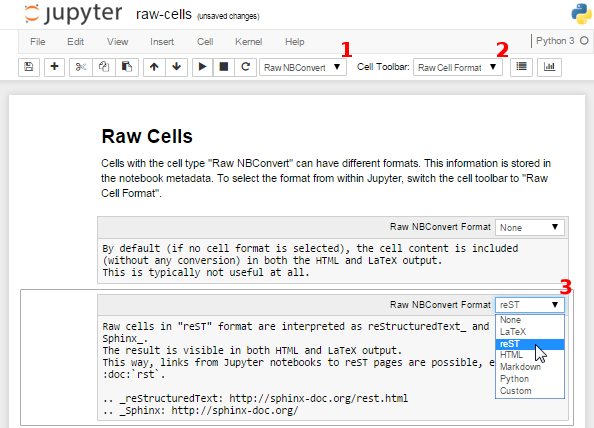 jupyter raw-cells (unsaved changes)
File Edit View Insert Cell Kernel Help Python 3
1 2
Raw NBConvert Cell Toolbar: Raw Cell Format
Raw Cells
Cells with the cell type "Raw NBConvert" can have different formats. This information is stored in
the notebook metadata. To select the format from within Jupyter, switch the cell toolbar to "Raw
Cell Format".
Raw NBConvert Format None
By default (if no cell format is selected), the cell content is included
(without any conversion) in both the HTML and LaTeX output.
This is typically not useful at all.
3
Raw NBConvert Format reST
None
LaTeX
reST
HTML
Markdown
Python
Custom
Raw cells in "reST" format are interpreted as reStructuredText_ and
Sphinx_.
The result is visible in both HTML and LaTeX output.
This way, links from Jupyter notebooks to reST pages are possible, e
:doc:`rst`.
.. _reStructuredText: http://sphinx-doc.org/rest.html
.. _Sphinx: http://sphinx-doc.org/